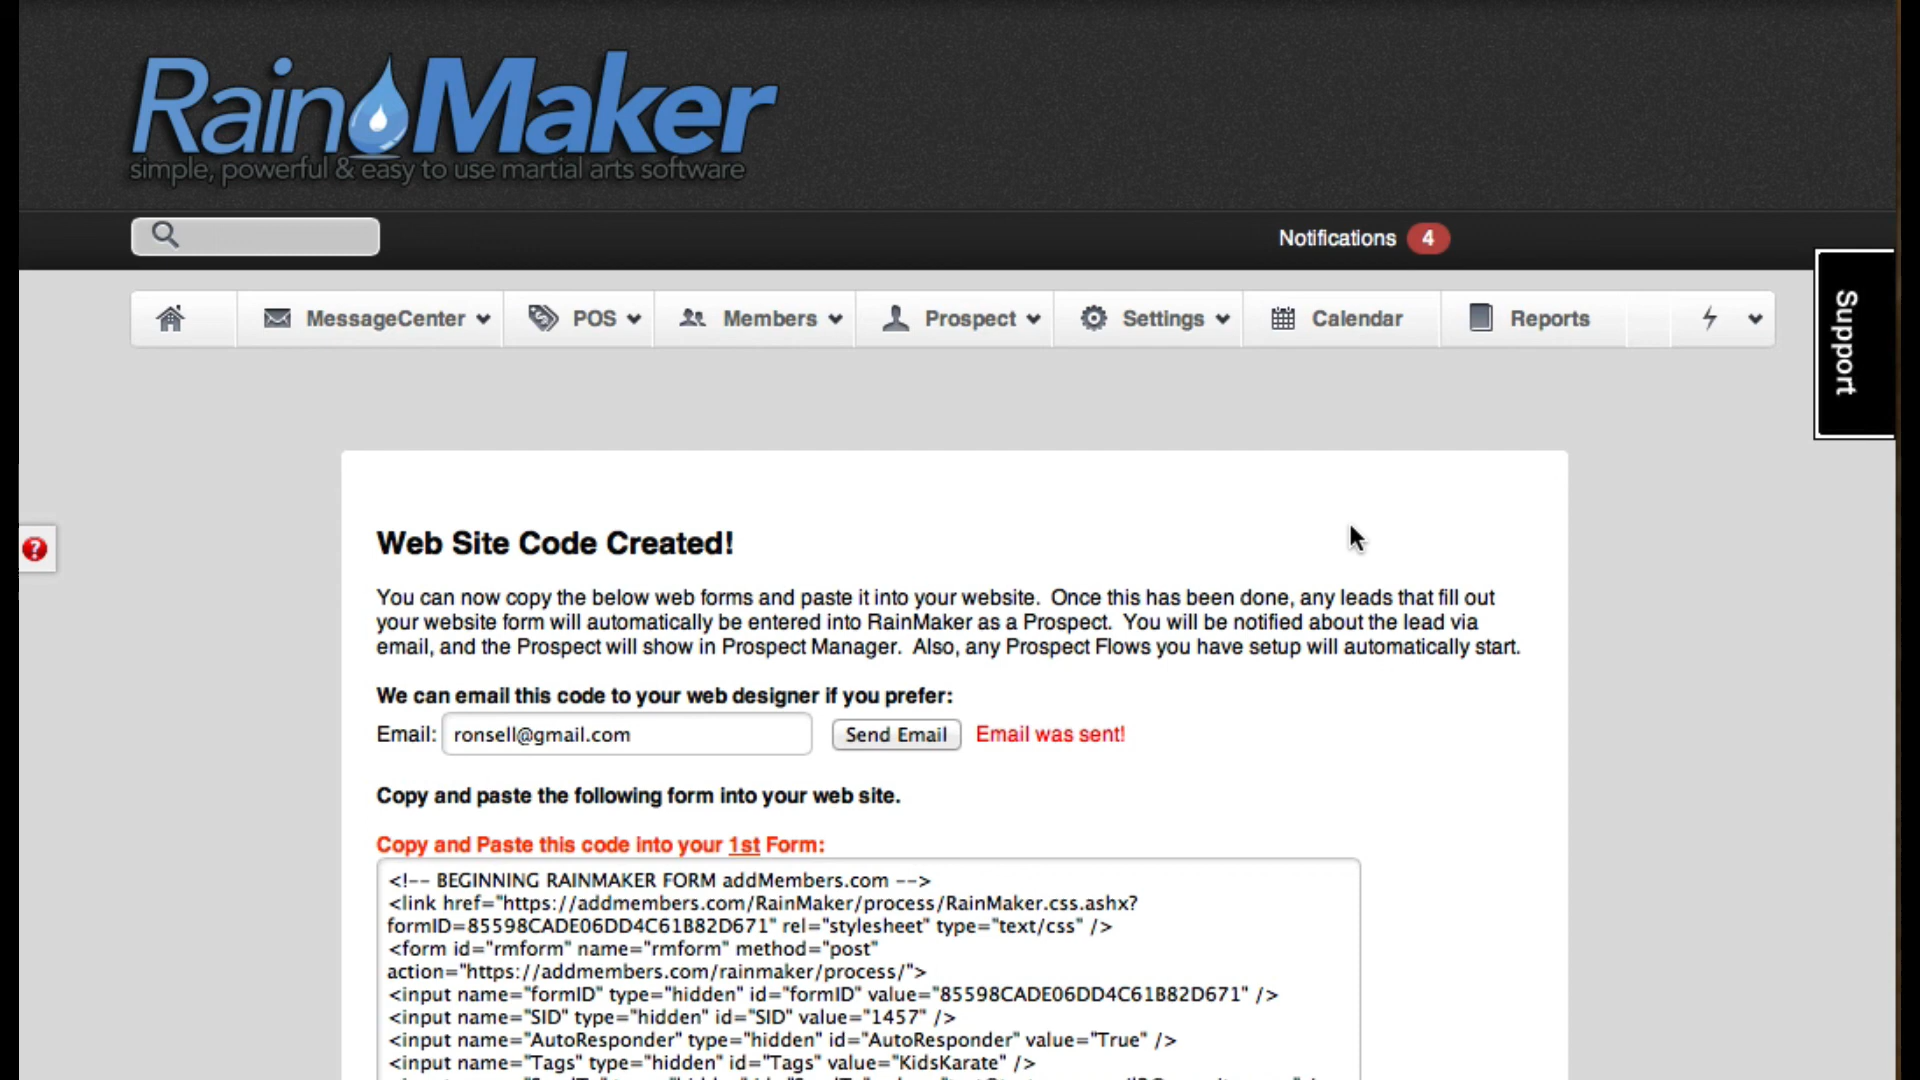 RainMaker
simple, powerful & easy to use martial arts software
Notifications 4
MessageCenter POS Members Prospect Settings Calendar Reports
Support
Web Site Code Created!
You can now copy the below web forms and paste it into your website. Once this has been done, any leads that fill out
your website form will automatically be entered into RainMaker as a Prospect. You will be notified about the lead via
email, and the Prospect will show in Prospect Manager. Also, any Prospect Flows you have setup will automatically start.
We can email this code to your web designer if you prefer:
Email: ronsell@gmail.com Send Email Email was sent!
Copy and paste the following form into your web site.
Copy and Paste this code into your 1st Form:
<!-- BEGINNING RAINMAKER FORM addMembers.com -->
<link href="https://addmembers.com/RainMaker/process/RainMaker.css.ashx?
formID=85598CADE06DD4C61B82D671" rel="stylesheet" type="text/css" />
<form id="rmform" name="rmform" method="post"
action="https://addmembers.com/rainmaker/process/">
<input name="formID" type="hidden" id="formID" value="85598CADE06DD4C61B82D671" />
<input name="SID" type="hidden" id="SID" value="1457" />
<input name="AutoResponder" type="hidden" id="AutoResponder" value="True" />
<input name="Tags" type="hidden" id="Tags" value="KidsKarate" />